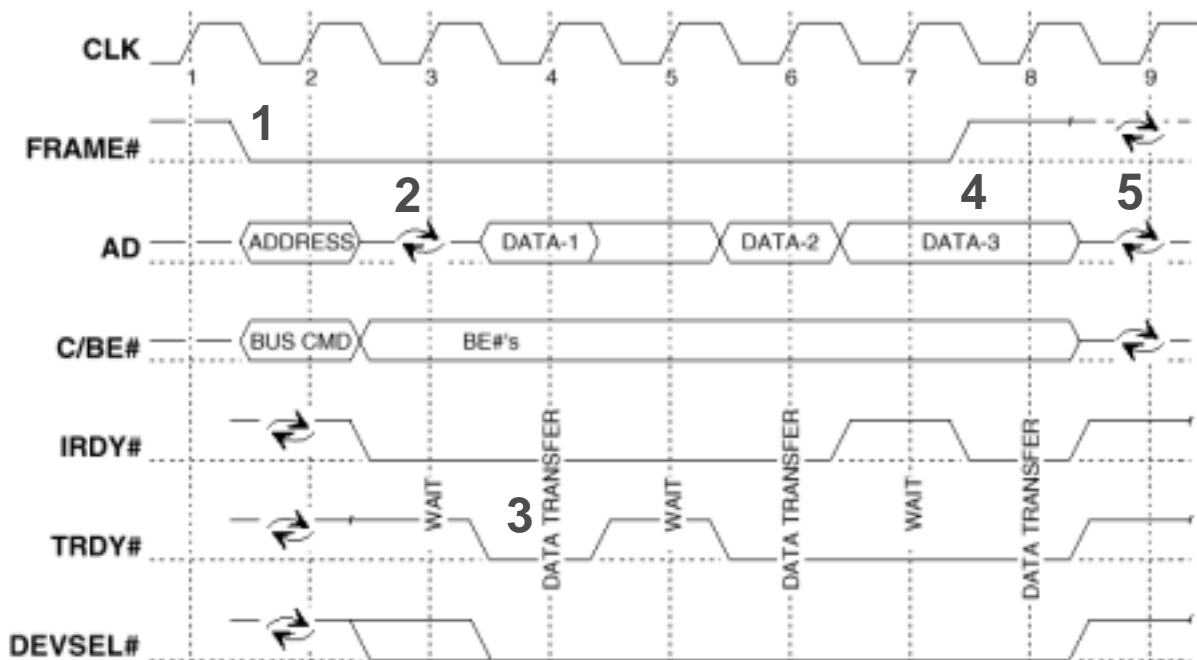 CLK
1 2 3 4 5 6 7 8 9
FRAME# 1
2 4 5
AD ADDRESS DATA-1 DATA-2 DATA-3
C/BE# BUS CMD BE#'s
IRDY#
WAIT DATA TRANSFER WAIT DATA TRANSFER WAIT DATA TRANSFER
3
TRDY#
DEVSEL#